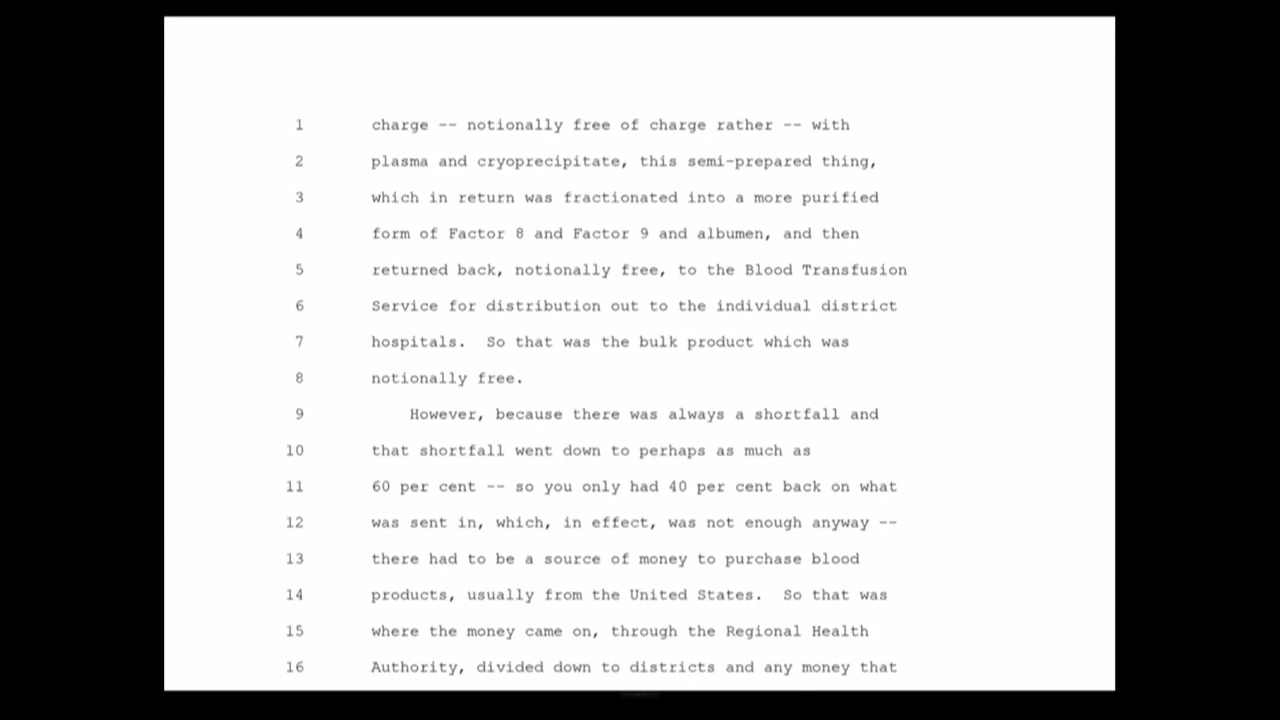 1 charge -- notionally free of charge rather -- with
2 plasma and cryoprecipitate, this semi-prepared thing,
3 which in return was fractionated into a more purified
4 form of Factor 8 and Factor 9 and albumen, and then
5 returned back, notionally free, to the Blood Transfusion
6 Service for distribution out to the individual district
7 hospitals.  So that was the bulk product which was
8 notionally free.
9 However, because there was always a shortfall and
10 that shortfall went down to perhaps as much as
11 60 per cent -- so you only had 40 per cent back on what
12 was sent in, which, in effect, was not enough anyway --
13 there had to be a source of money to purchase blood
14 products, usually from the United States.  So that was
15 where the money came on, through the Regional Health
16 Authority, divided down to districts and any money that